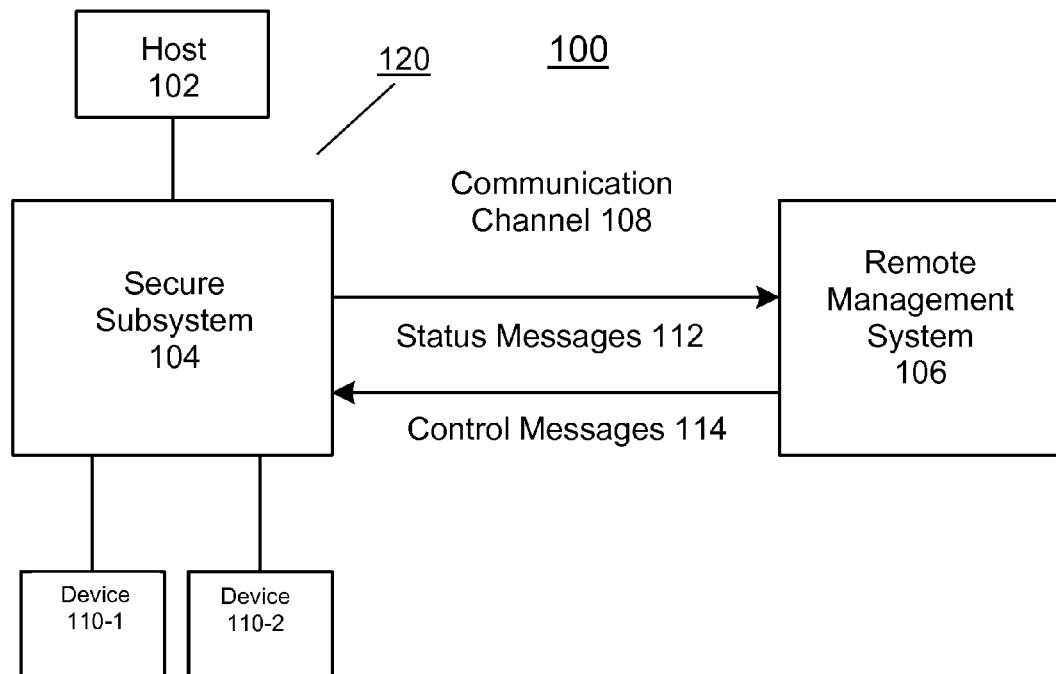 Host
102
120
100
Communication
Channel 108
Secure
Subsystem
104
Remote
Management
System
106
Status Messages 112
Control Messages 114
Device
110-1
Device
110-2